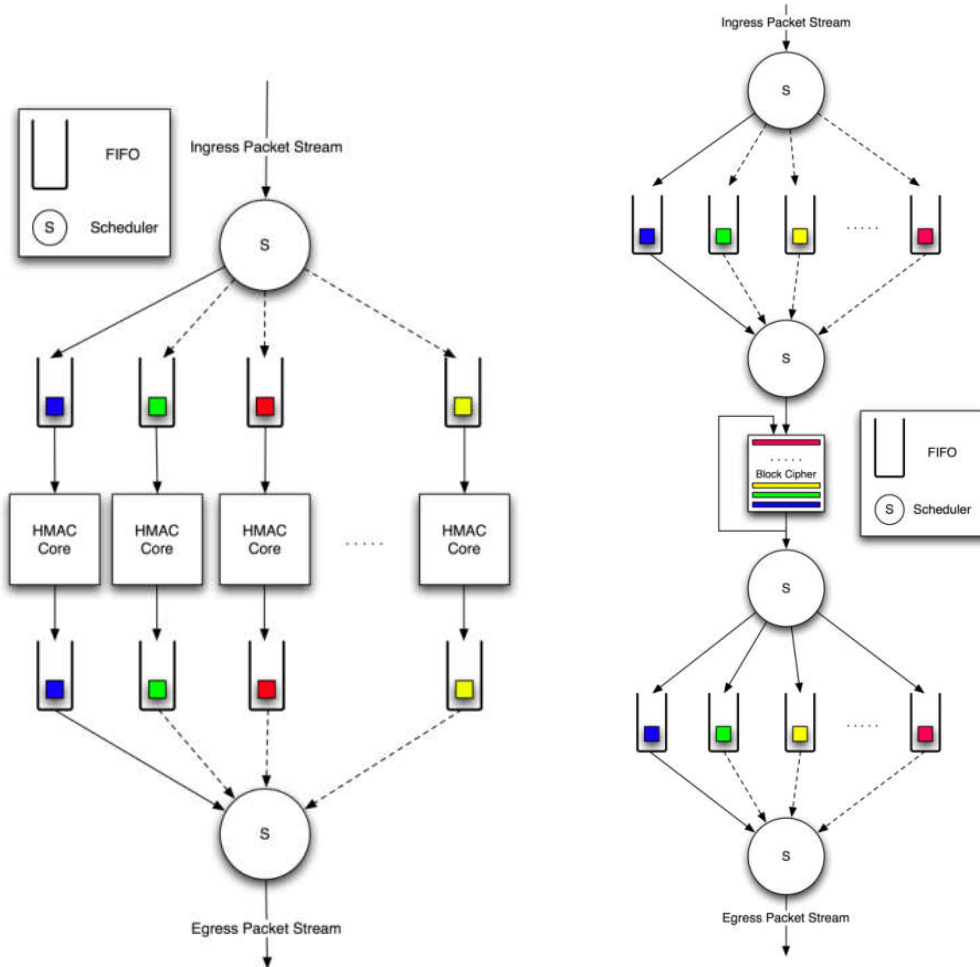 FIFO
S
Scheduler
Ingress Packet Stream
S
HMAC
Core
HMAC
Core
HMAC
Core
.....
HMAC
Core
S
Egress Packet Stream
Ingress Packet Stream
S
.....
S
.....
Block Cipher
FIFO
S
Scheduler
S
.....
S
Egress Packet Stream